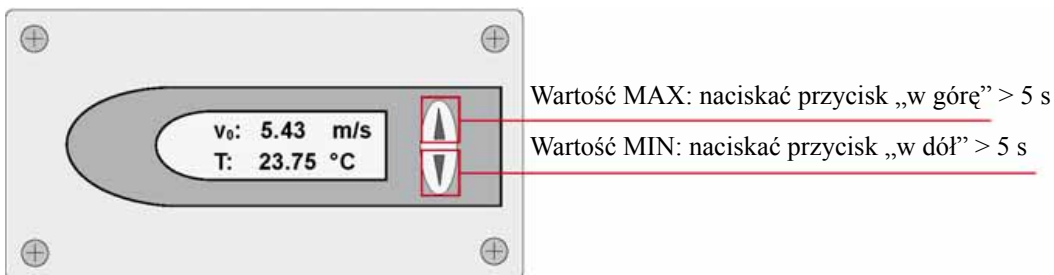 Wartość MAX: naciskać przycisk „w górę” > 5 s
v₀: 5.43 m/s
Wartość MIN: naciskać przycisk „w dół” > 5 s
T: 23.75 °C